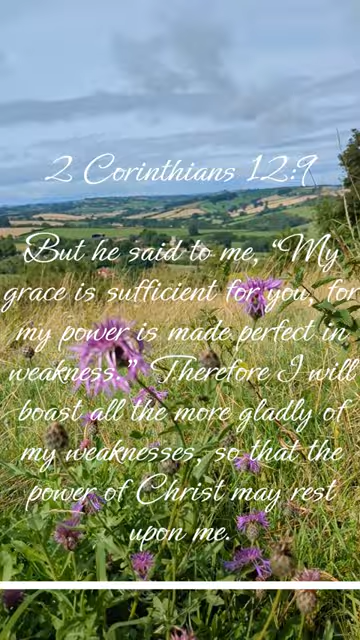 2 Corinthians 12:9
But he said to me, “My
grace is sufficient for you, for
my power is made perfect in
weakness.” Therefore I will
boast all the more gladly of
my weaknesses, so that the
power of Christ may rest
upon me.